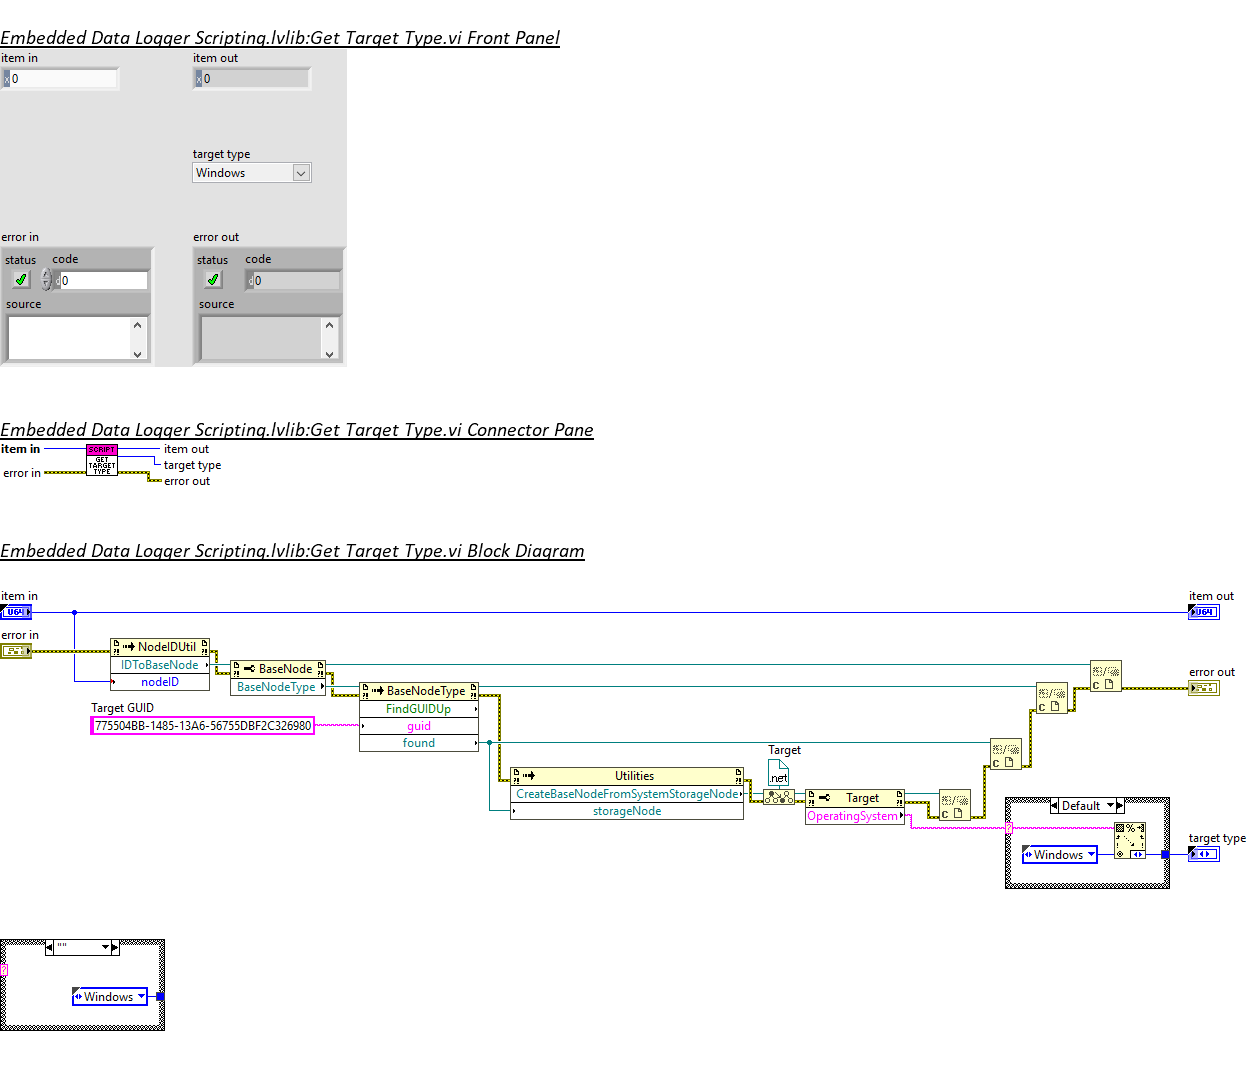 Embedded Data Logger Scripting.lvlib:Get Target Type.vi Front Panel
item in
item out
x 0
x 0
target type
Windows
error in
error out
status code
status code
d 0
d 0
source
source
Embedded Data Logger Scripting.lvlib:Get Target Type.vi Connector Pane
item in
SCRIPT
GET
TARGET
TYPE
item out
target type
error in
error out
Embedded Data Logger Scripting.lvlib:Get Target Type.vi Block Diagram
item in
item out
U64
U64
error in
NodeIDUtil
IDToBaseNode
nodeID
BaseNode
BaseNodeType
error out
BaseNodeType
FindGUIDUp
guid
found
Target GUID
775504BB-1485-13A6-56755DBF2C326980
Utilities
CreateBaseNodeFromSystemStorageNode
storageNode
Target
.net
Target
OperatingSystem
C
C
C
C
Default
?
%
Windows
target type
""
?
Windows